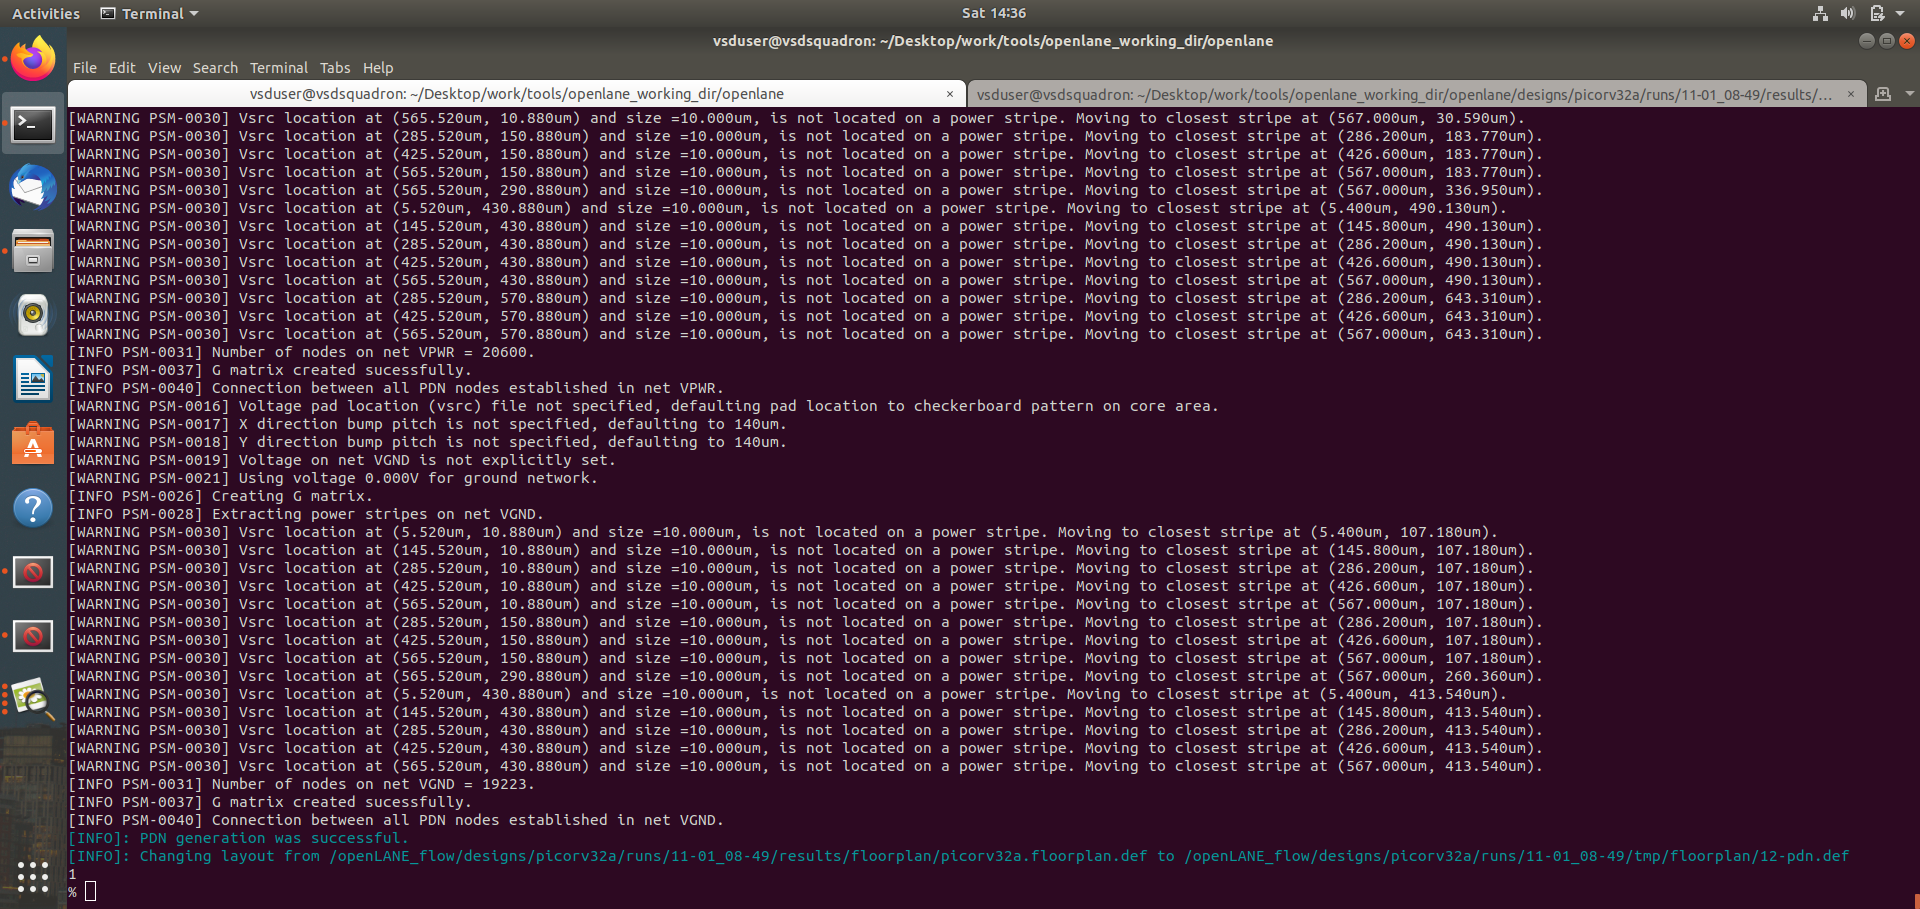 Activities Terminal Sat 14:36
vsduser@vsdsquadron: ~/Desktop/work/tools/openlane_working_dir/openlane
File Edit View Search Terminal Tabs Help
vsduser@vsdsquadron: ~/Desktop/work/tools/openlane_working_dir/openlane × vsduser@vsdsquadron: ~/Desktop/work/tools/openlane_working_dir/openlane/designs/picorv32a/runs/11-01_08-49/results/... ×
[WARNING PSM-0030] Vsrc location at (565.520um, 10.880um) and size =10.000um, is not located on a power stripe. Moving to closest stripe at (567.000um, 30.590um).
[WARNING PSM-0030] Vsrc location at (285.520um, 150.880um) and size =10.000um, is not located on a power stripe. Moving to closest stripe at (286.200um, 183.770um).
[WARNING PSM-0030] Vsrc location at (425.520um, 150.880um) and size =10.000um, is not located on a power stripe. Moving to closest stripe at (426.600um, 183.770um).
[WARNING PSM-0030] Vsrc location at (565.520um, 150.880um) and size =10.000um, is not located on a power stripe. Moving to closest stripe at (567.000um, 183.770um).
[WARNING PSM-0030] Vsrc location at (565.520um, 290.880um) and size =10.000um, is not located on a power stripe. Moving to closest stripe at (567.000um, 336.950um).
[WARNING PSM-0030] Vsrc location at (5.520um, 430.880um) and size =10.000um, is not located on a power stripe. Moving to closest stripe at (5.400um, 490.130um).
[WARNING PSM-0030] Vsrc location at (145.520um, 430.880um) and size =10.000um, is not located on a power stripe. Moving to closest stripe at (145.800um, 490.130um).
[WARNING PSM-0030] Vsrc location at (285.520um, 430.880um) and size =10.000um, is not located on a power stripe. Moving to closest stripe at (286.200um, 490.130um).
[WARNING PSM-0030] Vsrc location at (425.520um, 430.880um) and size =10.000um, is not located on a power stripe. Moving to closest stripe at (426.600um, 490.130um).
[WARNING PSM-0030] Vsrc location at (565.520um, 430.880um) and size =10.000um, is not located on a power stripe. Moving to closest stripe at (567.000um, 490.130um).
[WARNING PSM-0030] Vsrc location at (285.520um, 570.880um) and size =10.000um, is not located on a power stripe. Moving to closest stripe at (286.200um, 643.310um).
[WARNING PSM-0030] Vsrc location at (425.520um, 570.880um) and size =10.000um, is not located on a power stripe. Moving to closest stripe at (426.600um, 643.310um).
[WARNING PSM-0030] Vsrc location at (565.520um, 570.880um) and size =10.000um, is not located on a power stripe. Moving to closest stripe at (567.000um, 643.310um).
[INFO PSM-0031] Number of nodes on net VPWR = 20600.
[INFO PSM-0037] G matrix created sucessfully.
[INFO PSM-0040] Connection between all PDN nodes established in net VPWR.
[WARNING PSM-0016] Voltage pad location (vsrc) file not specified, defaulting pad location to checkerboard pattern on core area.
[WARNING PSM-0017] X direction bump pitch is not specified, defaulting to 140um.
[WARNING PSM-0018] Y direction bump pitch is not specified, defaulting to 140um.
[WARNING PSM-0019] Voltage on net VGND is not explicitly set.
[WARNING PSM-0021] Using voltage 0.000V for ground network.
[INFO PSM-0026] Creating G matrix.
[INFO PSM-0028] Extracting power stripes on net VGND.
[WARNING PSM-0030] Vsrc location at (5.520um, 10.880um) and size =10.000um, is not located on a power stripe. Moving to closest stripe at (5.400um, 107.180um).
[WARNING PSM-0030] Vsrc location at (145.520um, 10.880um) and size =10.000um, is not located on a power stripe. Moving to closest stripe at (145.800um, 107.180um).
[WARNING PSM-0030] Vsrc location at (285.520um, 10.880um) and size =10.000um, is not located on a power stripe. Moving to closest stripe at (286.200um, 107.180um).
[WARNING PSM-0030] Vsrc location at (425.520um, 10.880um) and size =10.000um, is not located on a power stripe. Moving to closest stripe at (426.600um, 107.180um).
[WARNING PSM-0030] Vsrc location at (565.520um, 10.880um) and size =10.000um, is not located on a power stripe. Moving to closest stripe at (567.000um, 107.180um).
[WARNING PSM-0030] Vsrc location at (285.520um, 150.880um) and size =10.000um, is not located on a power stripe. Moving to closest stripe at (286.200um, 107.180um).
[WARNING PSM-0030] Vsrc location at (425.520um, 150.880um) and size =10.000um, is not located on a power stripe. Moving to closest stripe at (426.600um, 107.180um).
[WARNING PSM-0030] Vsrc location at (565.520um, 150.880um) and size =10.000um, is not located on a power stripe. Moving to closest stripe at (567.000um, 107.180um).
[WARNING PSM-0030] Vsrc location at (565.520um, 290.880um) and size =10.000um, is not located on a power stripe. Moving to closest stripe at (567.000um, 260.360um).
[WARNING PSM-0030] Vsrc location at (5.520um, 430.880um) and size =10.000um, is not located on a power stripe. Moving to closest stripe at (5.400um, 413.540um).
[WARNING PSM-0030] Vsrc location at (145.520um, 430.880um) and size =10.000um, is not located on a power stripe. Moving to closest stripe at (145.800um, 413.540um).
[WARNING PSM-0030] Vsrc location at (285.520um, 430.880um) and size =10.000um, is not located on a power stripe. Moving to closest stripe at (286.200um, 413.540um).
[WARNING PSM-0030] Vsrc location at (425.520um, 430.880um) and size =10.000um, is not located on a power stripe. Moving to closest stripe at (426.600um, 413.540um).
[WARNING PSM-0030] Vsrc location at (565.520um, 430.880um) and size =10.000um, is not located on a power stripe. Moving to closest stripe at (567.000um, 413.540um).
[INFO PSM-0031] Number of nodes on net VGND = 19223.
[INFO PSM-0037] G matrix created sucessfully.
[INFO PSM-0040] Connection between all PDN nodes established in net VGND.
[INFO]: PDN generation was successful.
[INFO]: Changing layout from /openLANE_flow/designs/picorv32a/runs/11-01_08-49/results/floorplan/picorv32a.floorplan.def to /openLANE_flow/designs/picorv32a/runs/11-01_08-49/tmp/floorplan/12-pdn.def
1
%